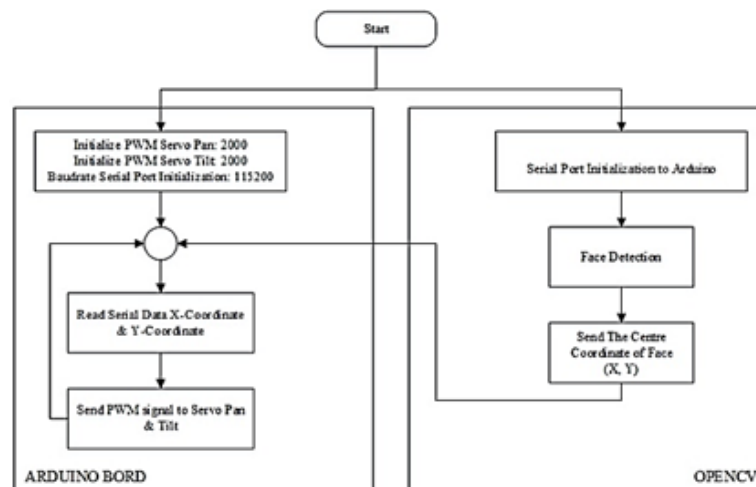 Start
Initialize PWM Servo Pan: 2000
Initialize PWM Servo Tilt: 2000
Baudrate Serial Port Initialization: 115200
Serial Port Initialization to Arduino
Face Detection
Read Serial Data X-Coordinate
& Y-Coordinate
Send The Centre
Coordinate of Face
(X, Y)
Send PWM signal to Servo Pan
& Tilt
ARDUINO BORD
OPENCV